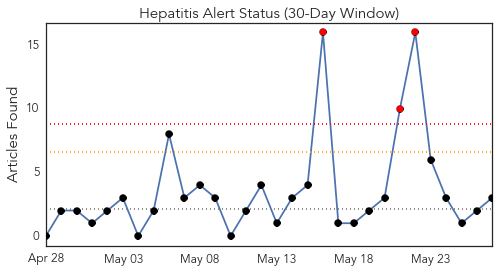 Hepatitis Alert Status (30-Day Window)
Articles Found
15
10
5
0
Apr 28
May 03
May 08
May 13
May 18
May 23